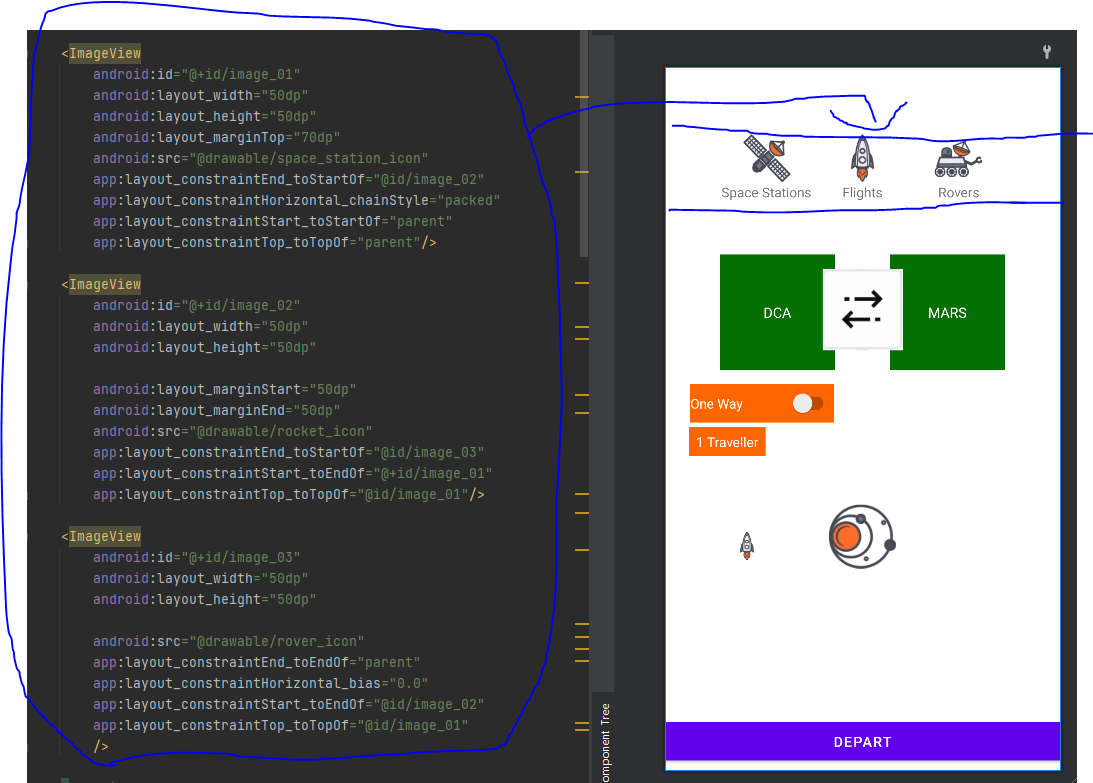 <ImageView
android:id="@+id/image_01"
android:layout_width="50dp"
android:layout_height="50dp"
android:layout_marginTop="70dp"
android:src="@drawable/space_station_icon"
app:layout_constraintEnd_toStartOf="@id/image_02"
app:layout_constraintHorizontal_chainStyle="packed"
app:layout_constraintStart_toStartOf="parent"
app:layout_constraintTop_toTopOf="parent"/>
<ImageView
android:id="@+id/image_02"
android:layout_width="50dp"
android:layout_height="50dp"
android:layout_marginStart="50dp"
android:layout_marginEnd="50dp"
android:src="@drawable/rocket_icon"
app:layout_constraintEnd_toStartOf="@id/image_03"
app:layout_constraintStart_toEndOf="@+id/image_01"
app:layout_constraintTop_toTopOf="@id/image_01"/>
<ImageView
android:id="@+id/image_03"
android:layout_width="50dp"
android:layout_height="50dp"
android:src="@drawable/rover_icon"
app:layout_constraintEnd_toEndOf="parent"
app:layout_constraintHorizontal_bias="0.0"
app:layout_constraintStart_toEndOf="@id/image_02"
app:layout_constraintTop_toTopOf="@id/image_01"
/>
omponent Tree
Space Stations Flights Rovers
DCA MARS
One Way
1 Traveller
DEPART